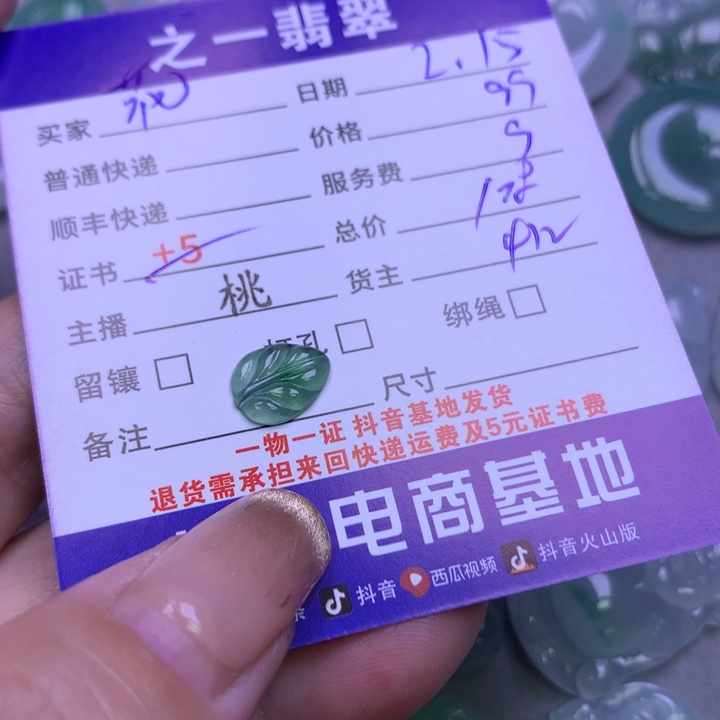 之一翡翠
买家 日期 2.15
普通快递 价格 99
顺丰快递 服务费 9
证书 +5 总价
主播 桃 货主
留镶 孔 绑绳
备注 尺寸
一物一证 抖音基地发货
退货需承担来回快递运费及5元证书费
电商基地
抖音 西瓜视频 抖音火山版